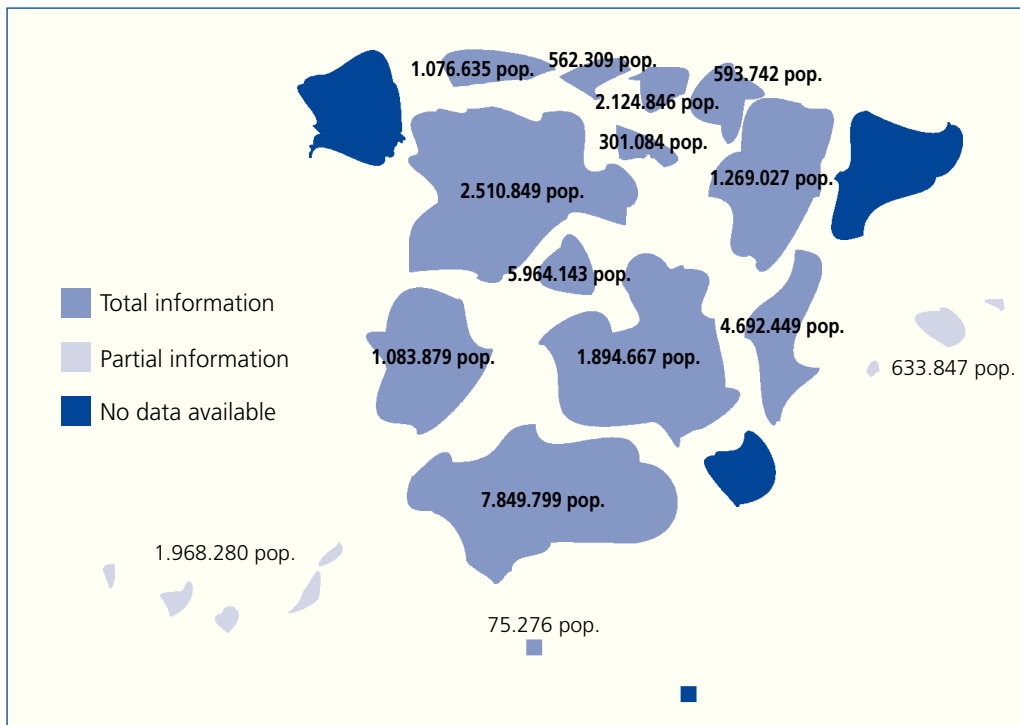 562.309 pop.
1.076.635 pop.
593.742 pop.
2.124.846 pop.
301.084 pop.
1.269.027 pop.
2.510.849 pop.
5.964.143 pop.
Total information
4.692.449 pop.
Partial information
1.083.879 pop.
1.894.667 pop.
633.847 pop.
No data available
7.849.799 pop.
1.968.280 pop.
75.276 pop.